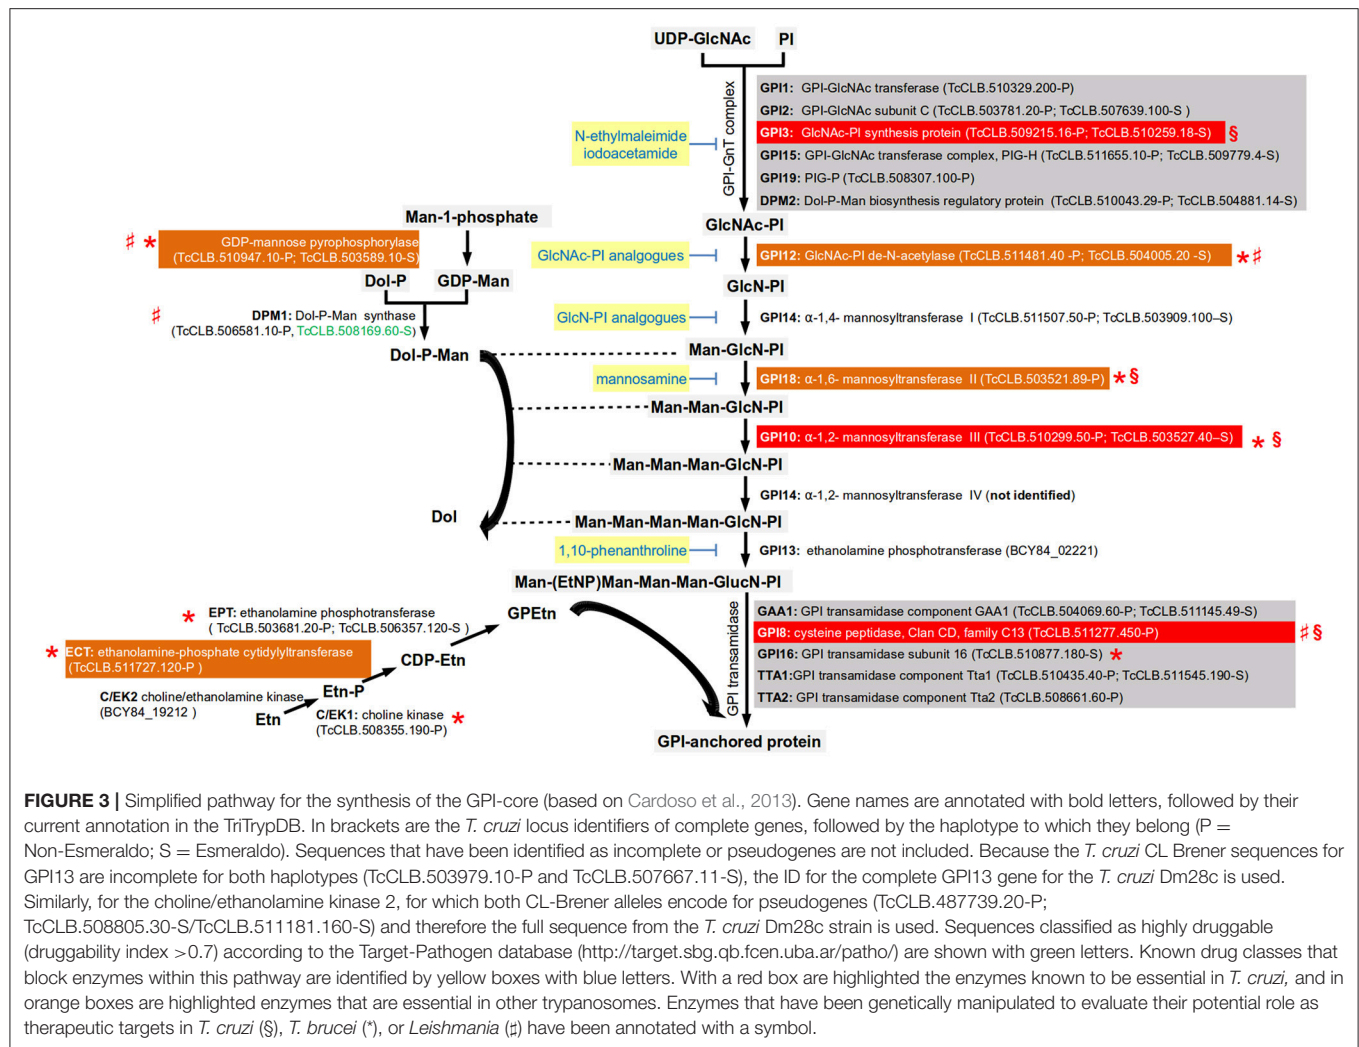 UDP-GlcNAc PI
GPI-GnT complex
GPI1: GPI-GlcNAc transferase (TcCLB.510329.200-P)
GPI2: GPI-GlcNAc subunit C (TcCLB.503781.20-P; TcCLB.507639.100-S )
GPI3: GlcNAc-PI synthesis protein (TcCLB.509215.16-P; TcCLB.510259.18-S) §
GPI15: GPI-GlcNAc transferase complex, PIG-H (TcCLB.511655.10-P; TcCLB.509779.4-S)
GPI19: PIG-P (TcCLB.508307.100-P)
DPM2: Dol-P-Man biosynthesis regulatory protein (TcCLB.510043.29-P; TcCLB.504881.14-S)
N-ethylmaleimide
iodoacetamide
Man-1-phosphate
GlcNAc-PI
♯ * GDP-mannose pyrophosphorylase
(TcCLB.510947.10-P; TcCLB.503589.10-S)
GlcNAc-PI analgogues
GPI12: GlcNAc-PI de-N-acetylase (TcCLB.511481.40 -P; TcCLB.504005.20 -S) *♯
Dol-P GDP-Man
GlcN-PI
♯ DPM1: Dol-P-Man synthase
(TcCLB.506581.10-P, TcCLB.508169.60-S)
GlcN-PI analogues
GPI14: α-1,4- mannosyltransferase I (TcCLB.511507.50-P; TcCLB.503909.100–S)
Dol-P-Man
Man-GlcN-PI
mannosamine
GPI18: α-1,6- mannosyltransferase II (TcCLB.503521.89-P) *§
Man-Man-GlcN-PI
GPI10: α-1,2- mannosyltransferase III (TcCLB.510299.50-P; TcCLB.503527.40–S) * §
Man-Man-Man-GlcN-PI
GPI14: α-1,2- mannosyltransferase IV (not identified)
Dol
Man-Man-Man-Man-GlcN-PI
1,10-phenanthroline
GPI13: ethanolamine phosphotransferase (BCY84_02221)
Man-(EtNP)Man-Man-Man-GlucN-PI
GPI transamidase
GAA1: GPI transamidase component GAA1 (TcCLB.504069.60-P; TcCLB.511145.49-S)
GPI8: cysteine peptidase, Clan CD, family C13 (TcCLB.511277.450-P) ♯§
GPI16: GPI transamidase subunit 16 (TcCLB.510877.180-S) *
TTA1:GPI transamidase component Tta1 (TcCLB.510435.40-P; TcCLB.511545.190-S)
TTA2: GPI transamidase component Tta2 (TcCLB.508661.60-P)
* EPT: ethanolamine phosphotransferase
( TcCLB.503681.20-P; TcCLB.506357.120-S )
GPEtn
* ECT: ethanolamine-phosphate cytidylyltransferase
(TcCLB.511727.120-P )
CDP-Etn
C/EK2 choline/ethanolamine kinase
(BCY84_19212 )
Etn-P
Etn
C/EK1: choline kinase *
(TcCLB.508355.190-P)
GPI-anchored protein
FIGURE 3 | Simplified pathway for the synthesis of the GPI-core (based on Cardoso et al., 2013). Gene names are annotated with bold letters, followed by their
current annotation in the TriTrypDB. In brackets are the T. cruzi locus identifiers of complete genes, followed by the haplotype to which they belong (P =
Non-Esmeraldo; S = Esmeraldo). Sequences that have been identified as incomplete or pseudogenes are not included. Because the T. cruzi CL Brener sequences for
GPI13 are incomplete for both haplotypes (TcCLB.503979.10-P and TcCLB.507667.11-S), the ID for the complete GPI13 gene for the T. cruzi Dm28c is used.
Similarly, for the choline/ethanolamine kinase 2, for which both CL-Brener alleles encode for pseudogenes (TcCLB.487739.20-P;
TcCLB.508805.30-S/TcCLB.511181.160-S) and therefore the full sequence from the T. cruzi Dm28c strain is used. Sequences classified as highly druggable
(druggability index >0.7) according to the Target-Pathogen database (http://target.sbg.qb.fcen.uba.ar/patho/) are shown with green letters. Known drug classes that
block enzymes within this pathway are identified by yellow boxes with blue letters. With a red box are highlighted the enzymes known to be essential in T. cruzi, and in
orange boxes are highlighted enzymes that are essential in other trypanosomes. Enzymes that have been genetically manipulated to evaluate their potential role as
therapeutic targets in T. cruzi (§), T. brucei (*), or Leishmania (♯) have been annotated with a symbol.